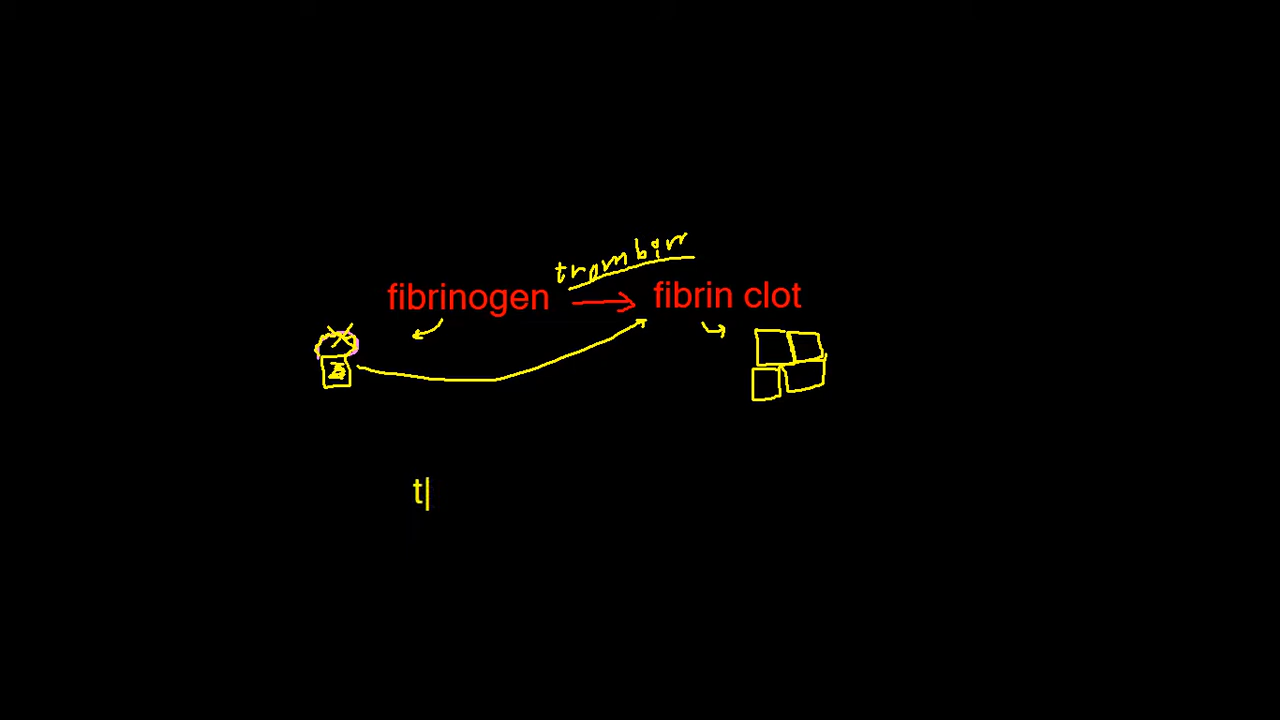 trombin
fibrinogen → fibrin clot
t